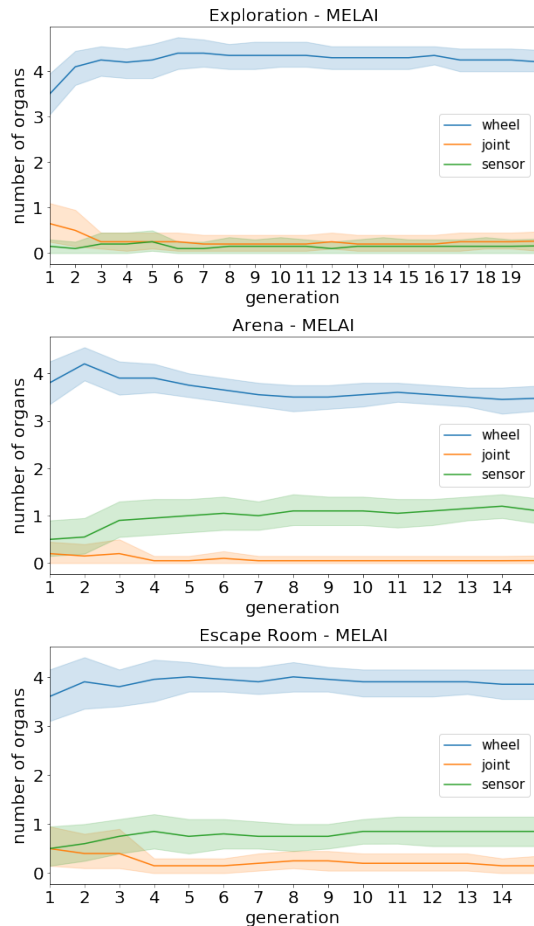 Exploration - MELAI
number of organs
4
3
2
1
0
wheel
joint
sensor
1 2 3 4 5 6 7 8 9 10 11 12 13 14 15 16 17 18 19
generation
Arena - MELAI
number of organs
4
3
2
1
0
wheel
joint
sensor
1 2 3 4 5 6 7 8 9 10 11 12 13 14
generation
Escape Room - MELAI
number of organs
4
3
2
1
0
wheel
joint
sensor
1 2 3 4 5 6 7 8 9 10 11 12 13 14
generation